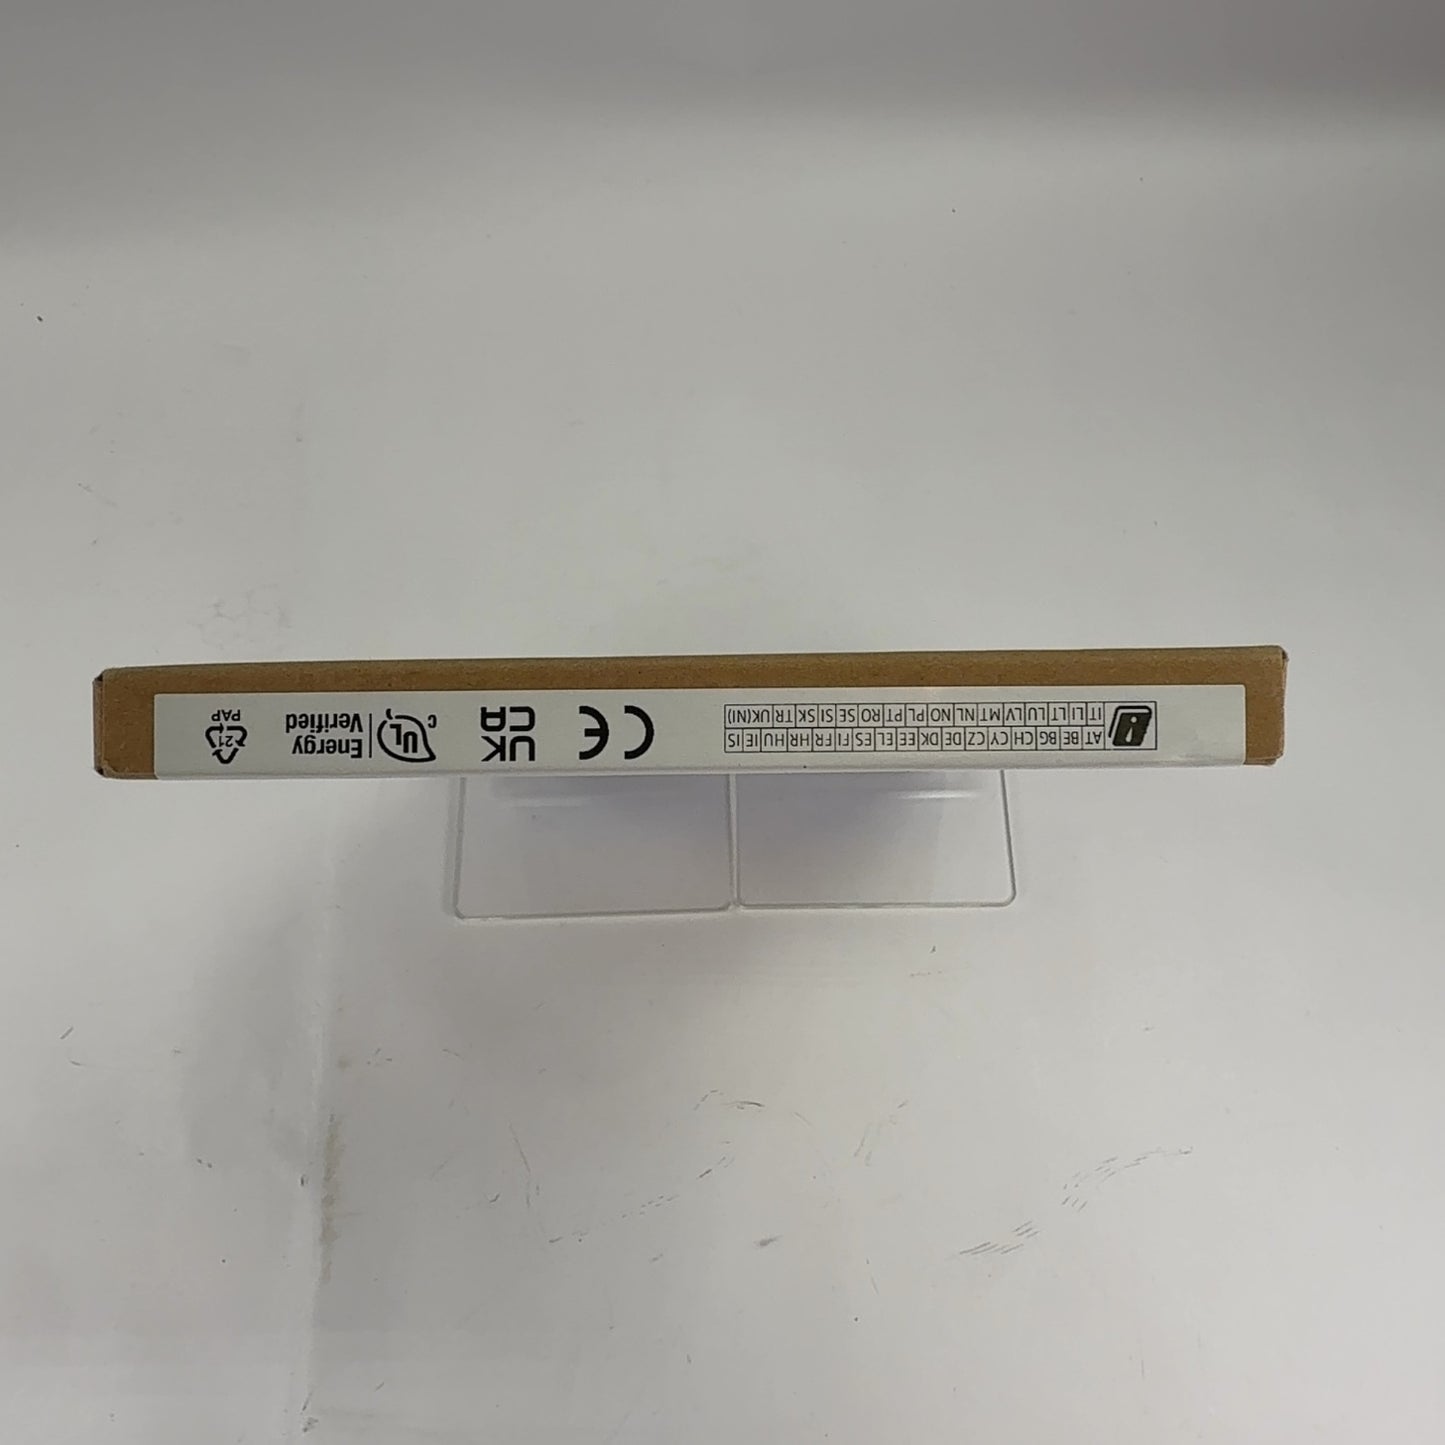 AT BE BG CH CY CZ DE DK EE EL ES FI FR HR HU IE IS
IT LI LT LU LV MT NL NO PL PT RO SE SI SK TR UK(NI)
CE
UK
CA
c UL
Energy
Verified
21
PAP